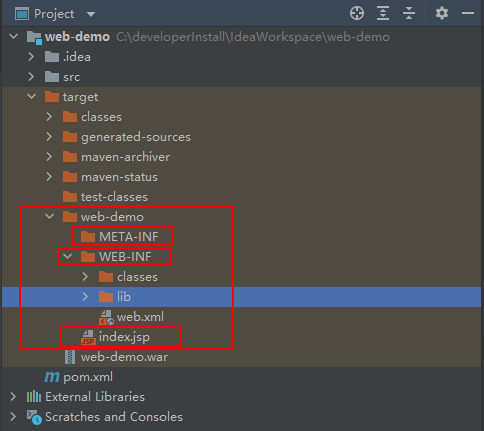 Project
web-demo C:\developerInstall\IdeaWorkspace\web-demo
.idea
src
target
classes
generated-sources
maven-archiver
maven-status
test-classes
web-demo
META-INF
WEB-INF
classes
lib
web.xml
JSP index.jsp
web-demo.war
m pom.xml
External Libraries
Scratches and Consoles